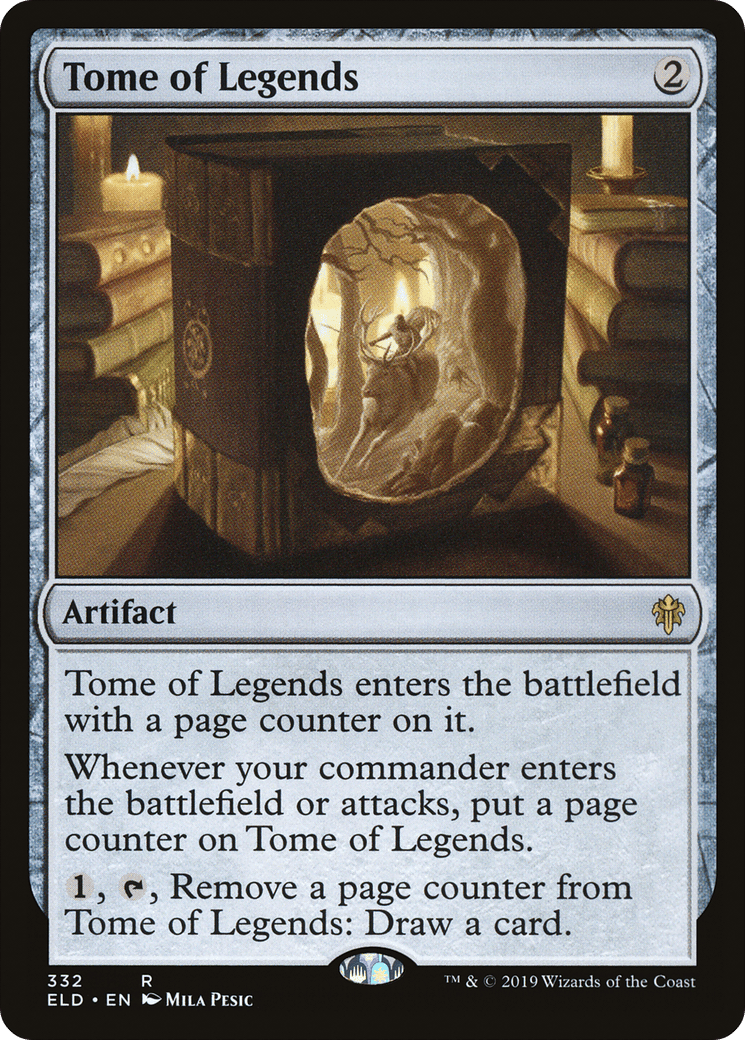 Tome of Legends 2
Artifact
Tome of Legends enters the battlefield
with a page counter on it.
Whenever your commander enters
the battlefield or attacks, put a page
counter on Tome of Legends.
1, , Remove a page counter from
Tome of Legends: Draw a card.
332 R
ELD • EN Mila Pesic
™ & © 2019 Wizards of the Coast